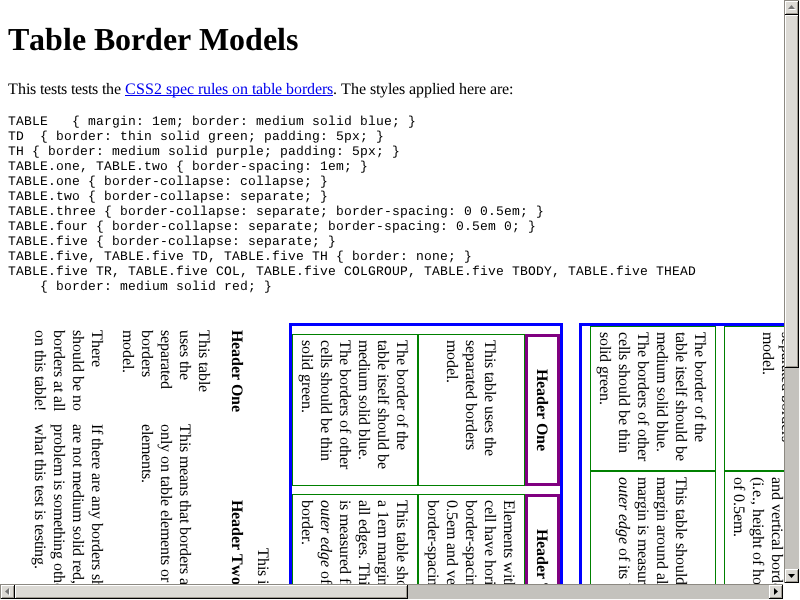 Table Border Models
This tests tests the CSS2 spec rules on table borders. The styles applied here are:
TABLE   { margin: 1em; border: medium solid blue; }
TD  { border: thin solid green; padding: 5px; }
TH { border: medium solid purple; padding: 5px; }
TABLE.one, TABLE.two { border-spacing: 1em; }
TABLE.one { border-collapse: collapse; }
TABLE.two { border-collapse: separate; }
TABLE.three { border-collapse: separate; border-spacing: 0 0.5em; }
TABLE.four { border-collapse: separate; border-spacing: 0.5em 0; }
TABLE.five { border-collapse: separate; }
TABLE.five, TABLE.five TD, TABLE.five TH { border: none; }
TABLE.five TR, TABLE.five COL, TABLE.five COLGROUP, TABLE.five TBODY, TABLE.five THEAD
    { border: medium solid red; }
model.
and vertical bord
(i.e., height of ho
of 0.5em.
The border of the
table itself should be
medium solid blue.
The borders of other
cells should be thin
solid green.
This table should
margin around al
margin is measur
outer edge of its
Header One
Header
This table uses the
separated borders
model.
Elements wit
cell have hori
border-spacin
0.5em and ve
border-spacin
The border of the
table itself should be
medium solid blue.
The borders of other
cells should be thin
solid green.
This table sho
a 1em margin
all edges. Thi
is measured f
outer edge of
border.
This i
Header One
Header Two
This table
uses the
separated
borders
model.
This means that borders a
only on table elements or
elements.
There
should be no
borders at all
on this table!
If there are any borders sh
are not medium solid red,
problem is something oth
what this test is testing.